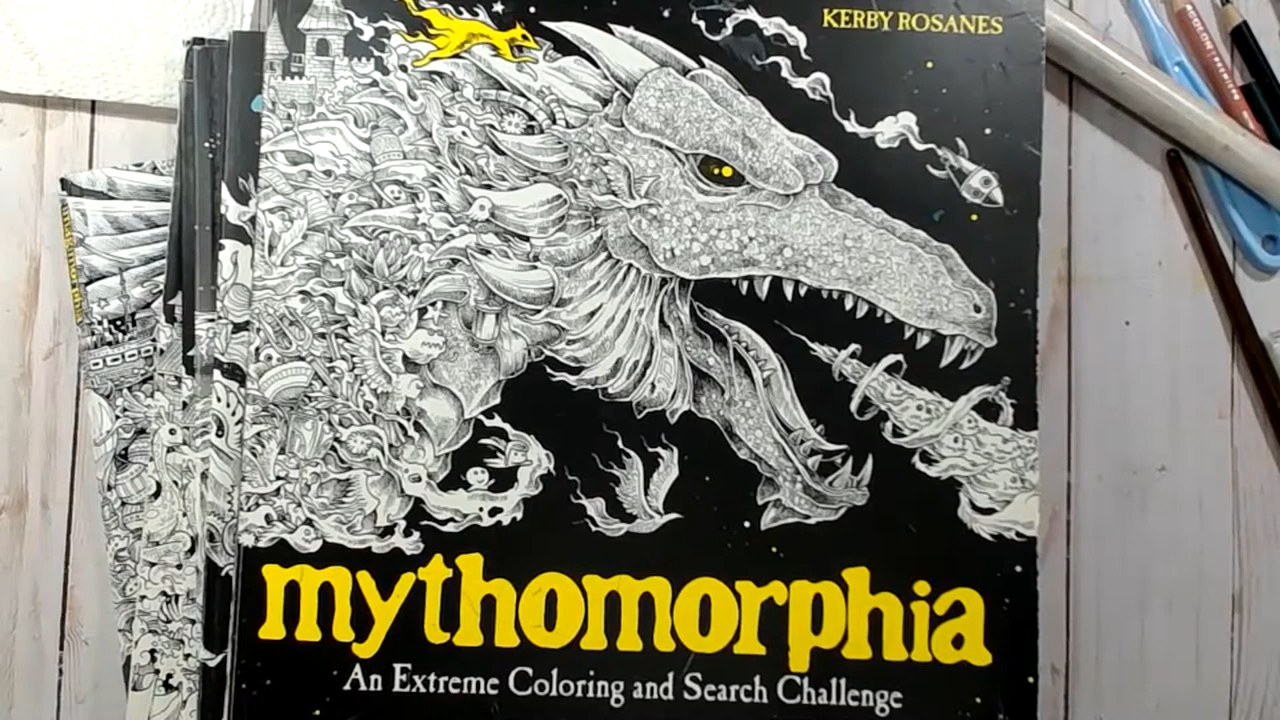 KERBY ROSANES
mythomorphia
An Extreme Coloring and Search Challenge